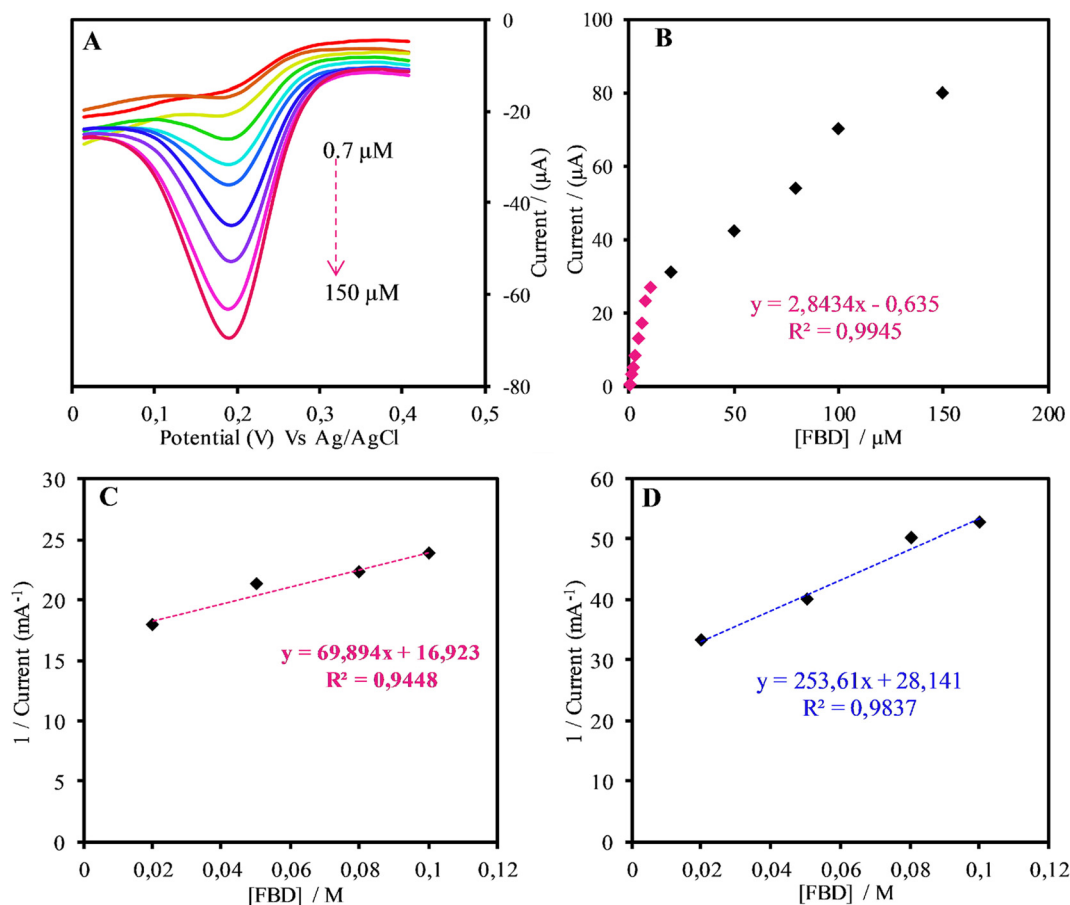 A
0
-20
-40
-60
-80
Current / (μA)
0.7 μM
150 μM
0
0,1
0,2
0,3
0,4
0,5
Potential (V) Vs Ag/AgCl
B
100
80
60
40
20
0
Current / (μA)
y = 2,8434x - 0,635
R² = 0,9945
0
50
100
150
200
[FBD] / μM
C
30
25
20
15
10
5
0
1 / Current (mA⁻¹)
y = 69,894x + 16,923
R² = 0,9448
0
0,02
0,04
0,06
0,08
0,1
0,12
[FBD] / M
D
60
50
40
30
20
10
0
1 / Current (mA⁻¹)
y = 253,61x + 28,141
R² = 0,9837
0
0,02
0,04
0,06
0,08
0,1
0,12
[FBD] / M